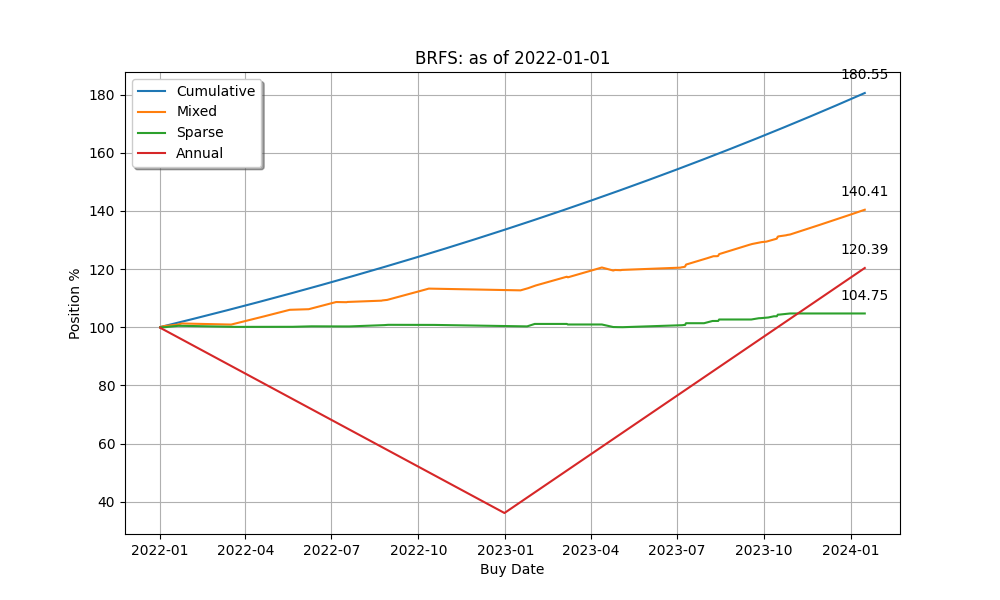 BRFS: as of 2022-01-01
Cumulative
Mixed
Sparse
Annual
180.55
140.41
120.39
104.75
Position %
180
160
140
120
100
80
60
40
2022-01 2022-04 2022-07 2022-10 2023-01 2023-04 2023-07 2023-10 2024-01
Buy Date